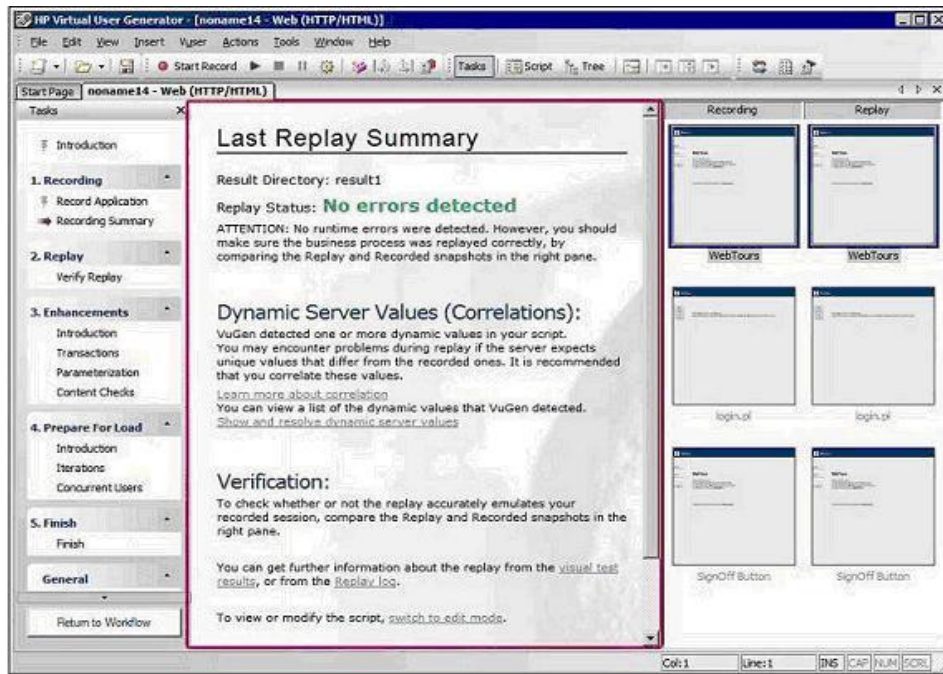 HP Virtual User Generator - [noname14 - Web (HTTP/HTML)]
File Edit View Insert Vuser Actions Tools Window Help
Start Record Tasks Script Tree
Start Page noname14 - Web (HTTP/HTML)
Tasks
Introduction
1. Recording
Record Application
Recording Summary
2. Replay
Verify Replay
3. Enhancements
Introduction
Transactions
Parameterization
Content Checks
4. Prepare For Load
Introduction
Iterations
Concurrent Users
5. Finish
Finish
General
Return to Workflow
Last Replay Summary
Result Directory: result1
Replay Status: No errors detected
ATTENTION: No runtime errors were detected. However, you should
make sure the business process was replayed correctly, by
comparing the Replay and Recorded snapshots in the right pane.
Dynamic Server Values (Correlations):
VuGen detected one or more dynamic values in your script.
You may encounter problems during replay if the server expects
unique values that differ from the recorded ones. It is recommended
that you correlate these values.
Learn more about correlation
You can view a list of the dynamic values that VuGen detected.
Show and resolve dynamic server values
Verification:
To check whether or not the replay accurately emulates your
recorded session, compare the Replay and Recorded snapshots in the
right pane.
You can get further information about the replay from the visual test
results, or from the Replay log.
To view or modify the script, switch to edit mode.
Recording Replay
WebTours WebTours
login.pl login.pl
SignOff Button SignOff Button
Col: 1 Line: 1 INS CAP NUM SCRL